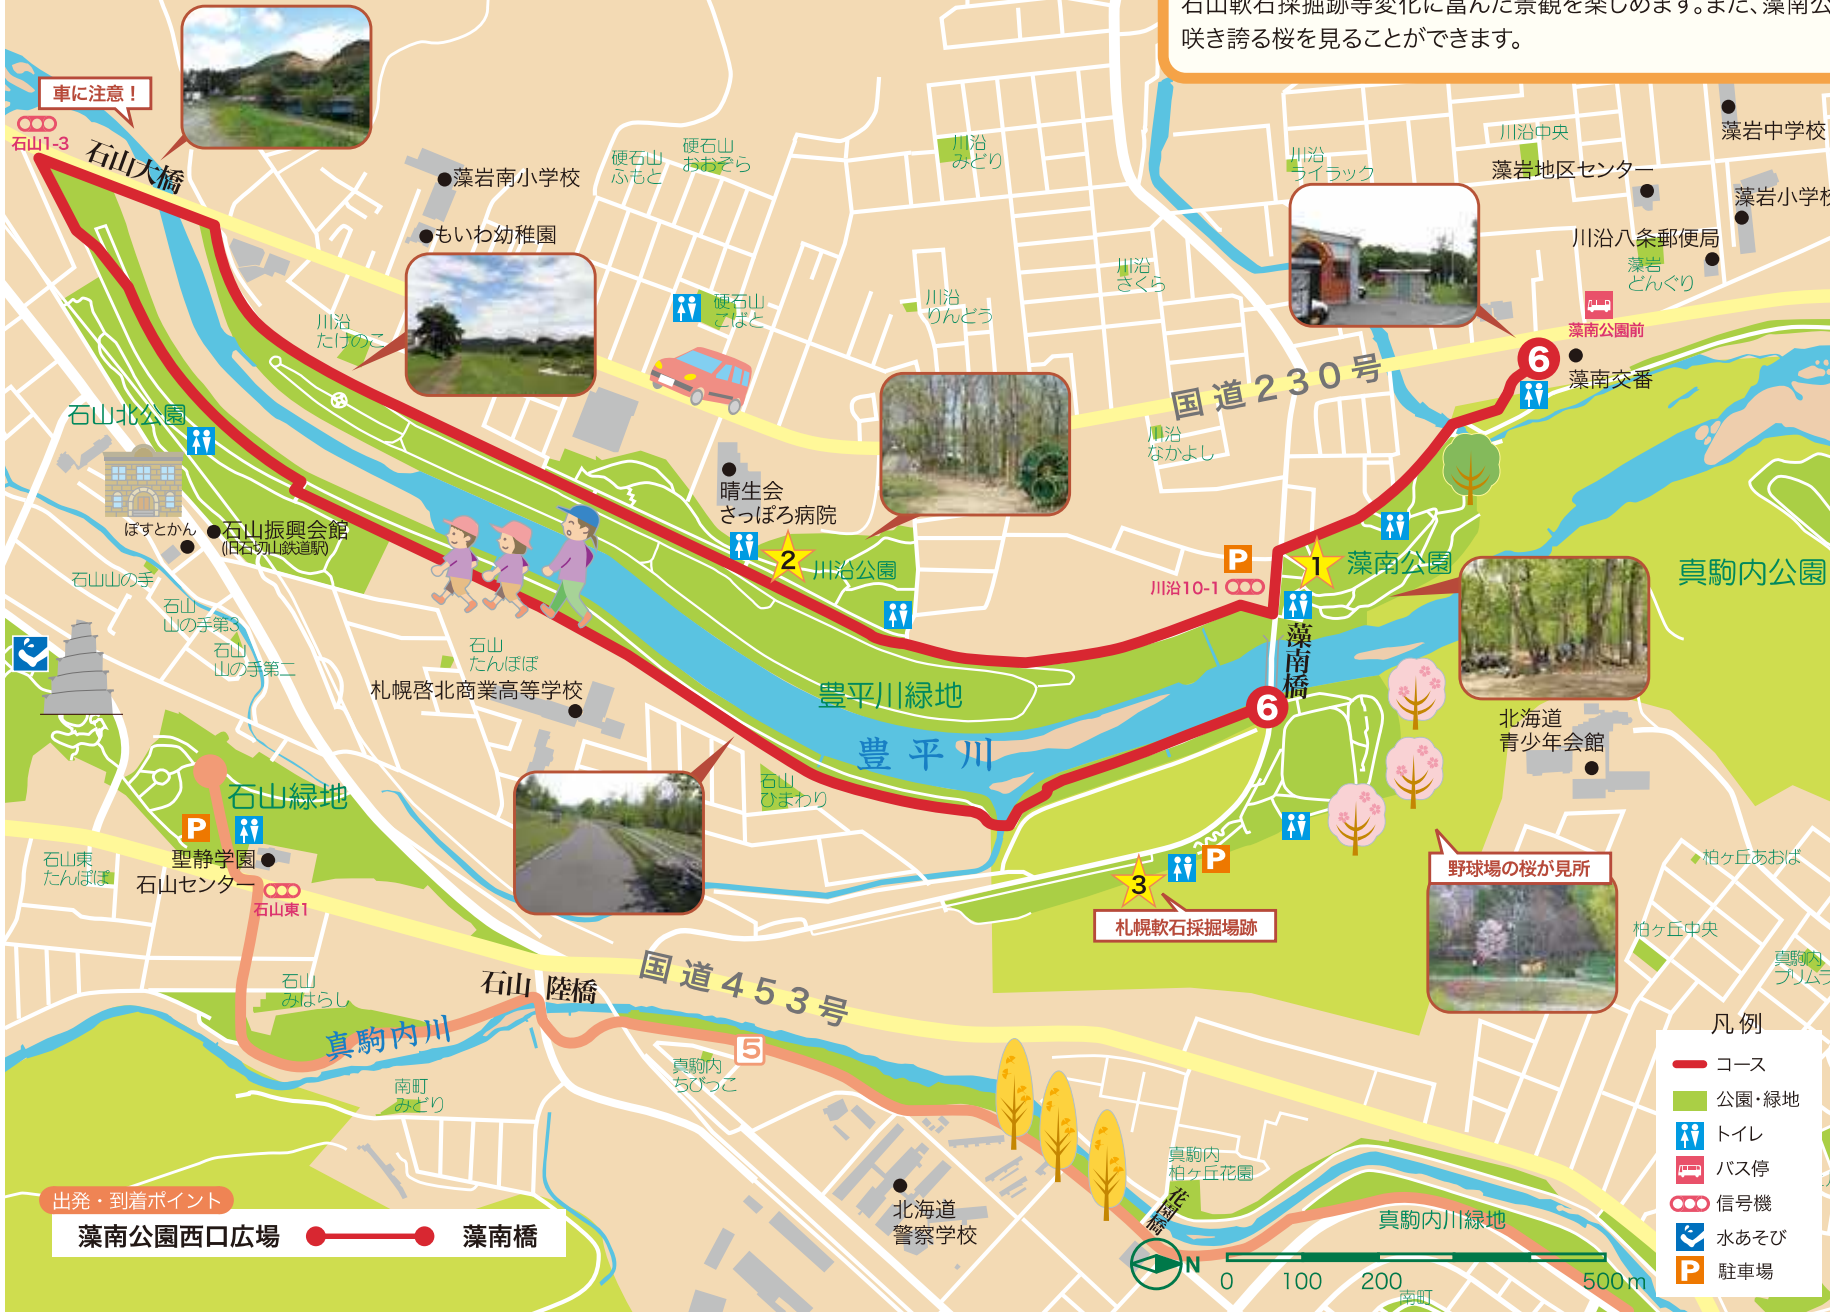 石山軟石採掘跡等変化に富んだ景観を楽しめます。また、藻南公
咲き誇る桜を見ることができます。
車に注意！
石山1-3
石山大橋
藻岩南小学校
もいわ幼稚園
硬石山
ふもと
硬石山
おおぞら
川沿
みどり
川沿
ライラック
川沿中央
藻岩中学校
藻岩地区センター
藻岩小学校
川沿八条郵便局
藻岩
どんぐり
川沿
たけのこ
硬石山
こばと
川沿
りんどう
川沿
さくら
藻南公園前
6
藻南交番
国道230号
川沿
なかよし
石山北公園
ぽすとかん
石山振興会館
(旧石切山鉄道駅)
晴生会
さっぽろ病院
2
川沿公園
P
川沿10-1
1
藻南公園
真駒内公園
石山山の手
石山
山の手第3
石山
山の手第二
石山
たんぽぽ
札幌啓北商業高等学校
藻南橋
6
豊平川緑地
豊平川
北海道
青少年会館
石山
ひまわり
石山緑地
P
聖静学園
石山センター
石山東
たんぽぽ
石山東1
3
P
札幌軟石採掘場跡
野球場の桜が見所
柏ヶ丘あおば
柏ヶ丘中央
真駒内
プリムラ
石山
みはらし
石山 陸橋
国道453号
真駒内川
5
真駒内
ちびっこ
南町
みどり
北海道
警察学校
真駒内
柏ヶ丘花園
花園橋
真駒内川緑地
南町
N
0 100 200 500m
出発・到着ポイント
藻南公園西口広場 藻南橋
凡例
コース
公園・緑地
トイレ
バス停
信号機
水あそび
P 駐車場